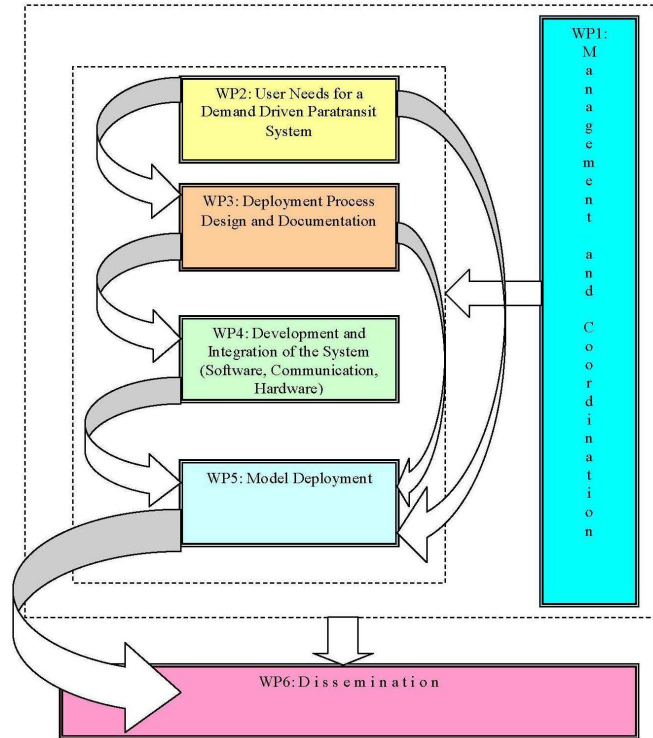 WP1:
M
a
n
a
g
e
m
e
n
t
a
n
d
C
o
o
r
d
i
n
a
t
i
o
n
WP2: User Needs for a
Demand Driven Paratransit
System
WP3: Deployment Process
Design and Documentation
WP4: Development and
Integration of the System
(Software, Communication,
Hardware)
WP5: Model Deployment
WP6: D i s s e m i n a t i o n